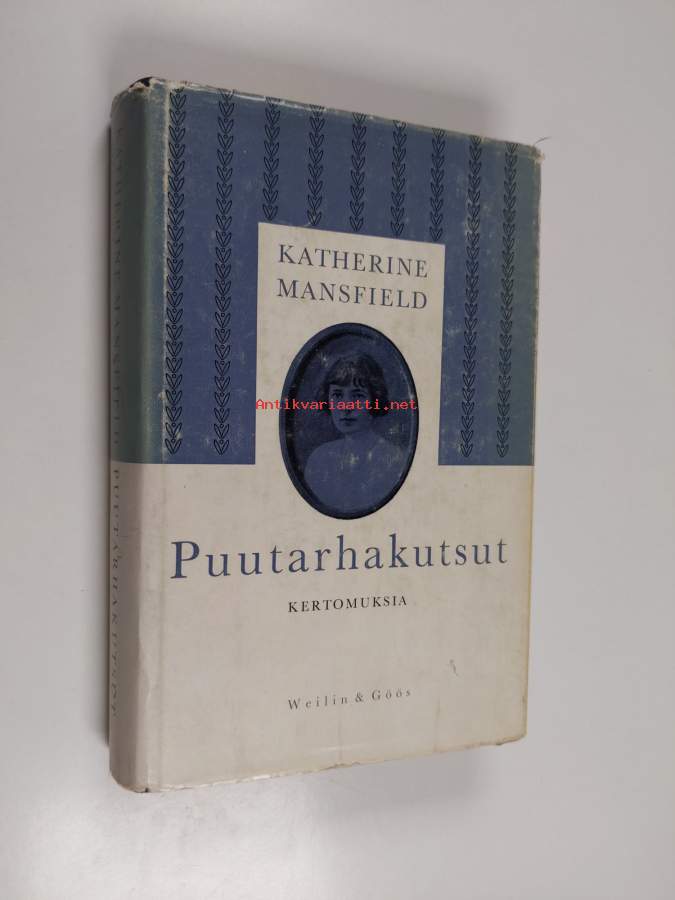 KATHERINE
MANSFIELD
Antikvariaatti.net
Puutarhakutsut
KERTOMUKSIA
Weilin & Göös
KATHERINE MANSFIELD PUUTARHAKUTSUT